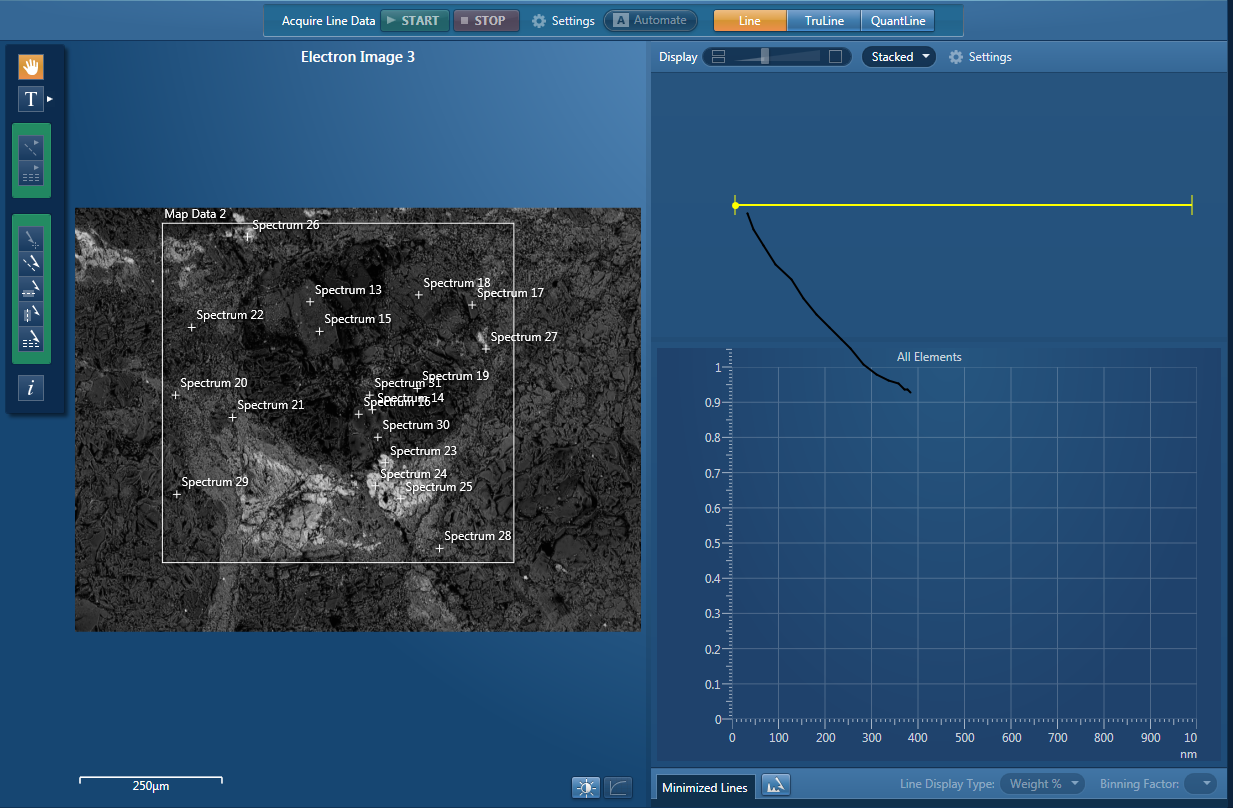 Acquire Line Data START STOP Settings A Automate Line TruLine QuantLine
Electron Image 3
Display Stacked Settings
T
i
Map Data 2
Spectrum 26
Spectrum 18
Spectrum 13
Spectrum 17
Spectrum 22
Spectrum 15
Spectrum 27
Spectrum 19
Spectrum 20
Spectrum 31
Spectrum 14
Spectrum 16
Spectrum 21
Spectrum 30
Spectrum 23
Spectrum 24
Spectrum 29
Spectrum 25
Spectrum 28
250µm
All Elements
1
0.9
0.8
0.7
0.6
0.5
0.4
0.3
0.2
0.1
0
0 100 200 300 400 500 600 700 800 900 10
nm
Minimized Lines Line Display Type: Weight % Binning Factor: